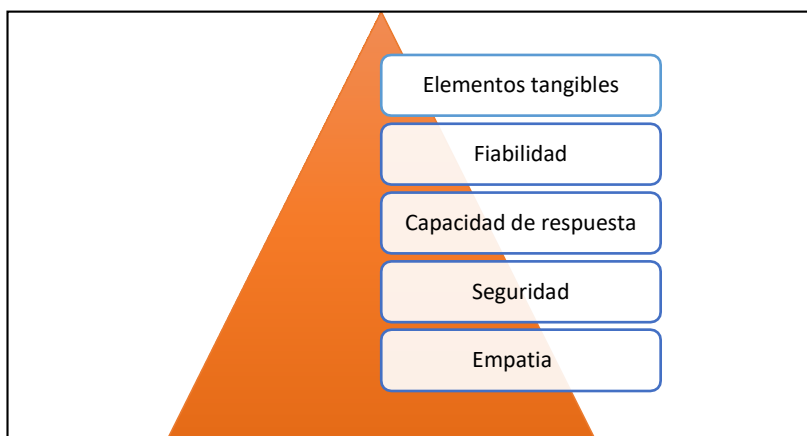 Elementos tangibles
Fiabilidad
Capacidad de respuesta
Seguridad
Empatia